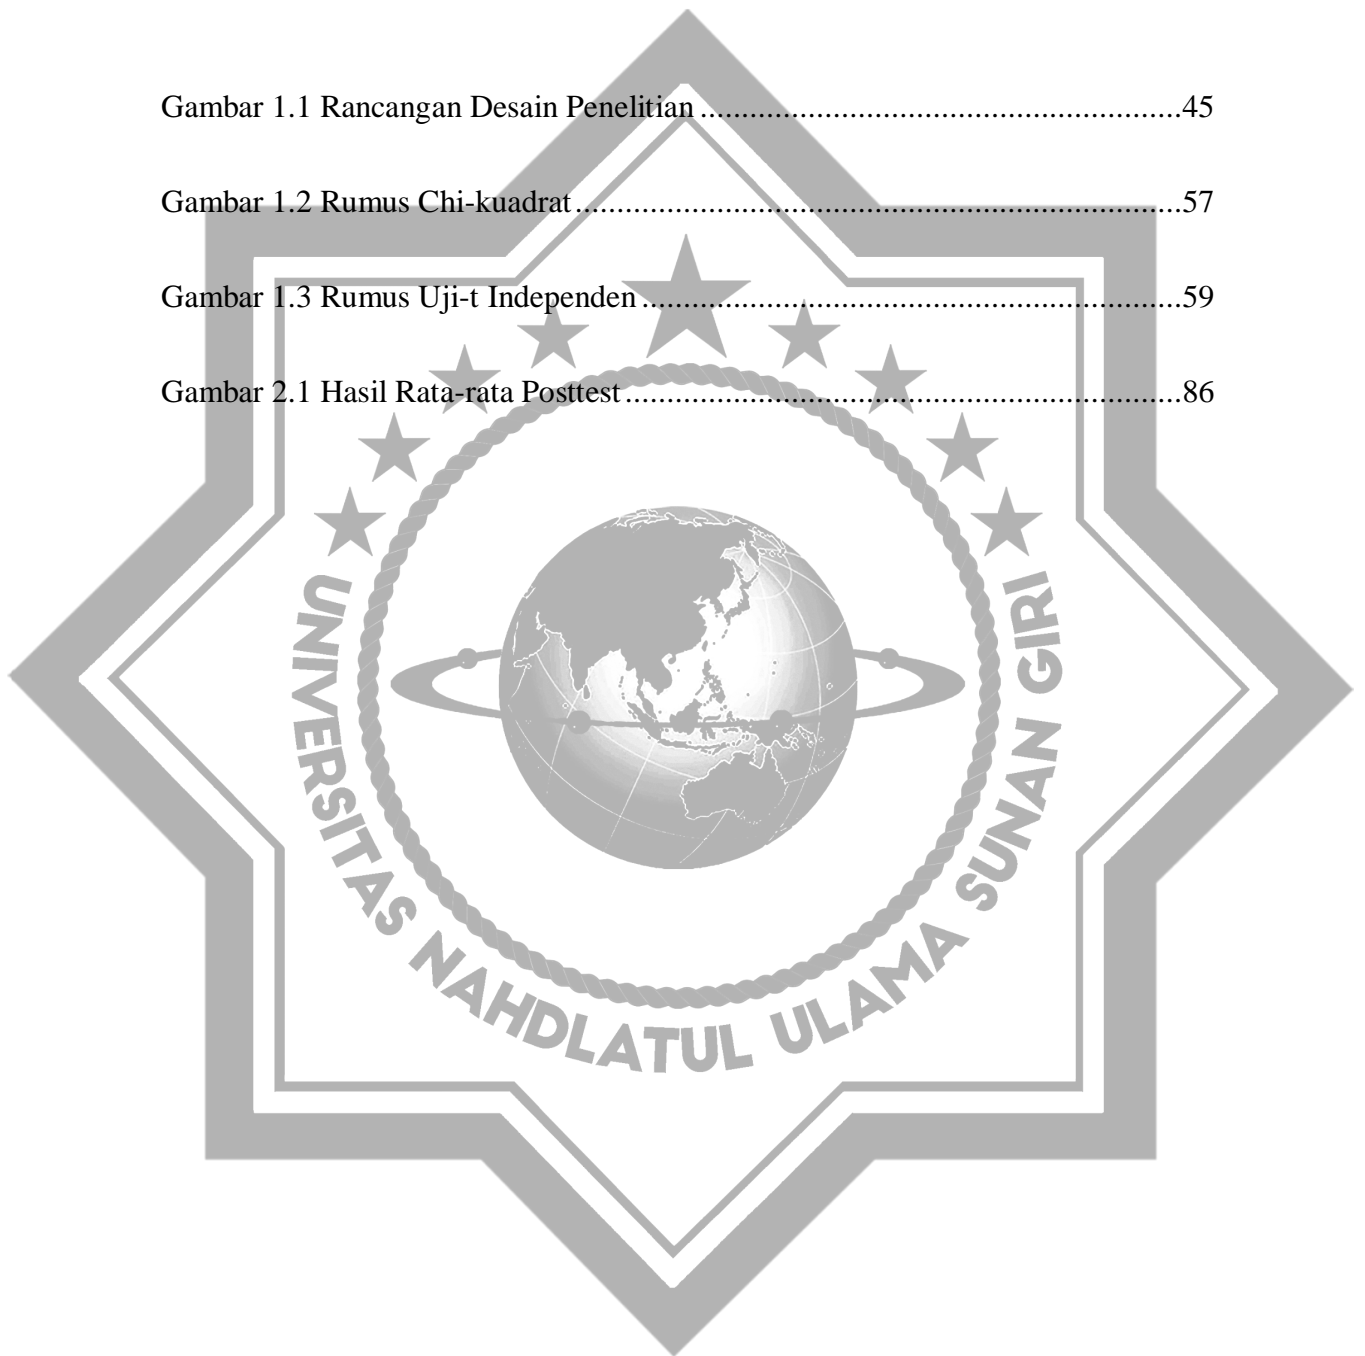 Gambar 1.1 Rancangan Desain Penelitian ............................................................45
Gambar 1.2 Rumus Chi-kuadrat ...........................................................................57
Gambar 1.3 Rumus Uji-t Independen ...................................................................59
Gambar 2.1 Hasil Rata-rata Posttest .....................................................................86
UNIVERSITAS NAHDLATUL ULAMA SUNAN GIRI